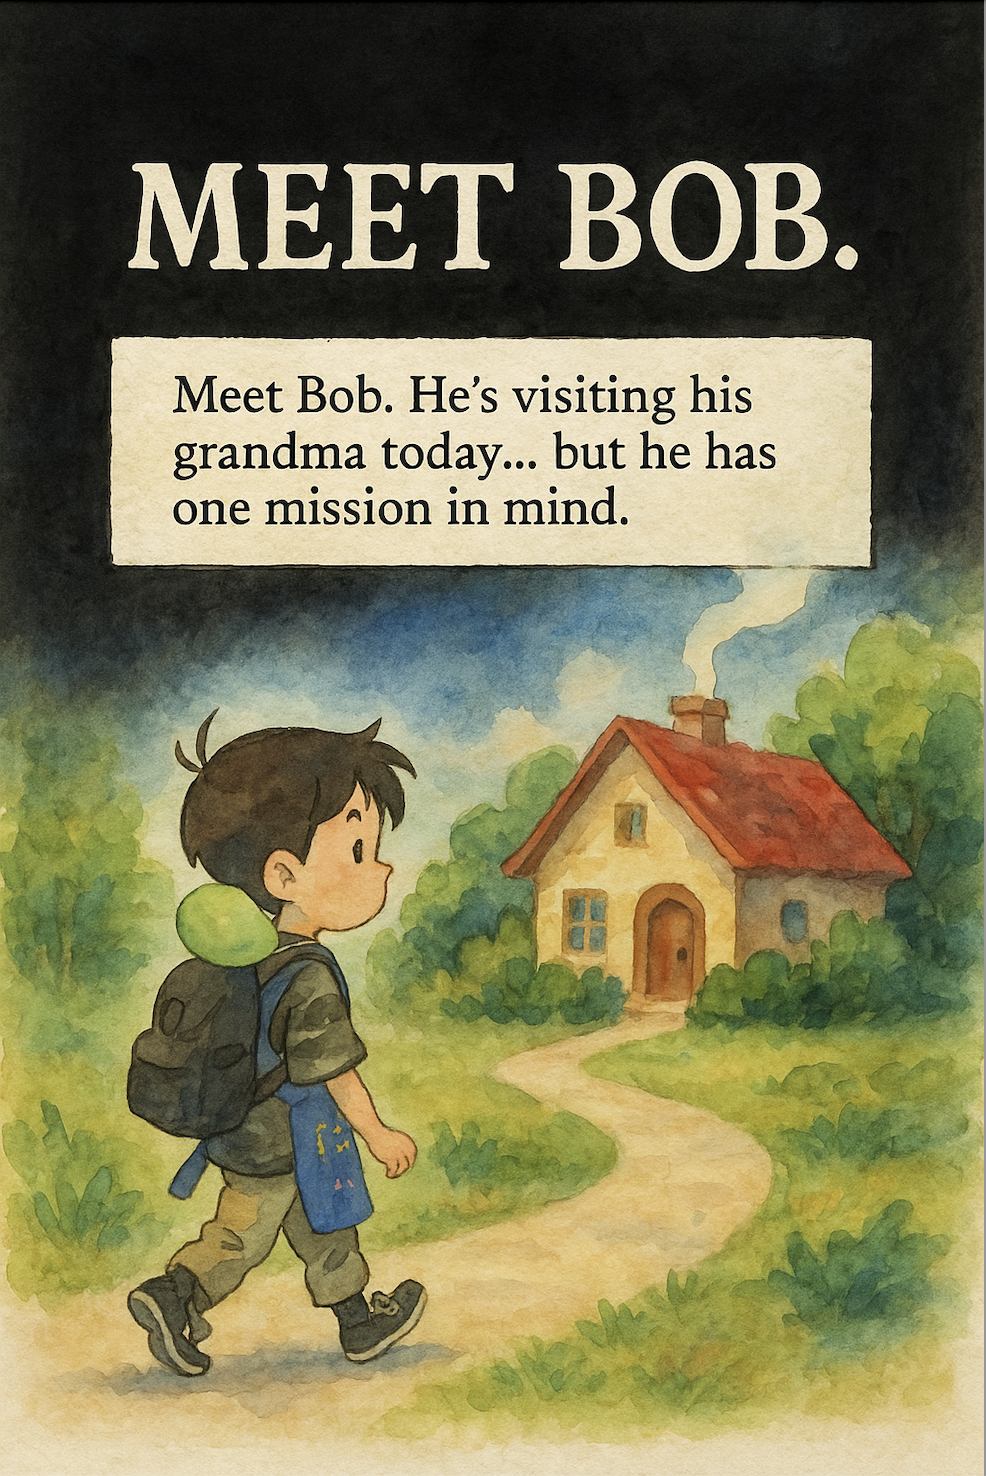 MEET BOB.
Meet Bob. He's visiting his
grandma today... but he has
one mission in mind.